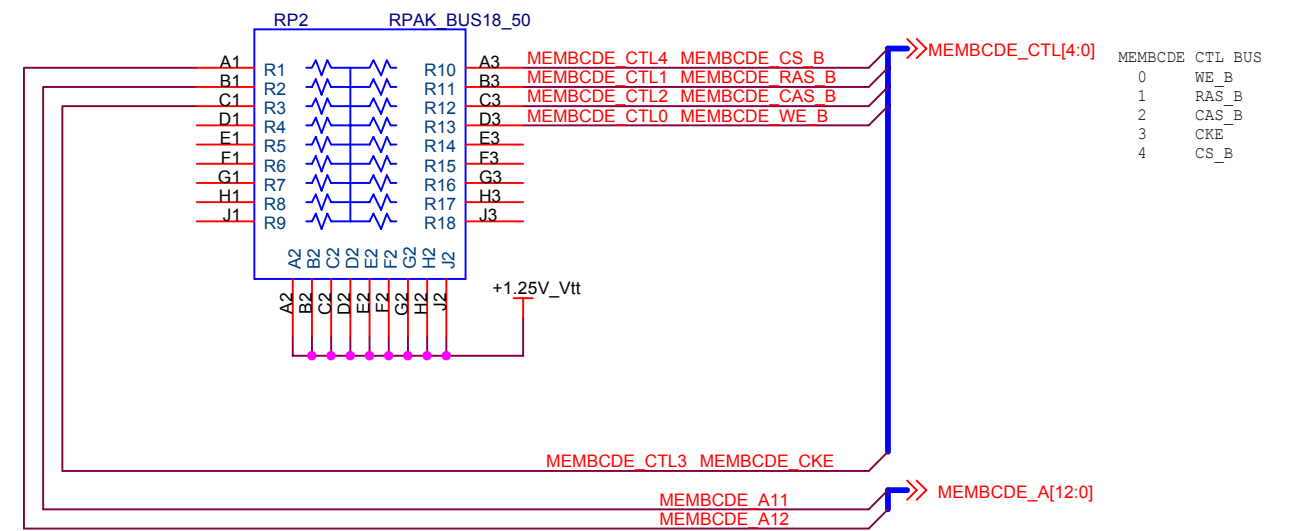 RP2 RPAK_BUS18_50
A1 R1 R10 A3 MEMBCDE_CTL4 MEMBCDE_CS_B
B1 R2 R11 B3 MEMBCDE_CTL1 MEMBCDE_RAS_B
C1 R3 R12 C3 MEMBCDE_CTL2 MEMBCDE_CAS_B
D1 R4 R13 D3 MEMBCDE_CTL0 MEMBCDE_WE_B
E1 R5 R14 E3
F1 R6 R15 F3
G1 R7 R16 G3
H1 R8 R17 H3
J1 R9 R18 J3
A2 B2 C2 D2 E2 F2 G2 H2 J2
A2 B2 C2 D2 E2 F2 G2 H2 J2
+1.25V_Vtt
MEMBCDE_CTL[4:0]
MEMBCDE CTL BUS
0 WE_B
1 RAS_B
2 CAS_B
3 CKE
4 CS_B
MEMBCDE_CTL3 MEMBCDE_CKE
MEMBCDE_A[12:0]
MEMBCDE_A11
MEMBCDE_A12